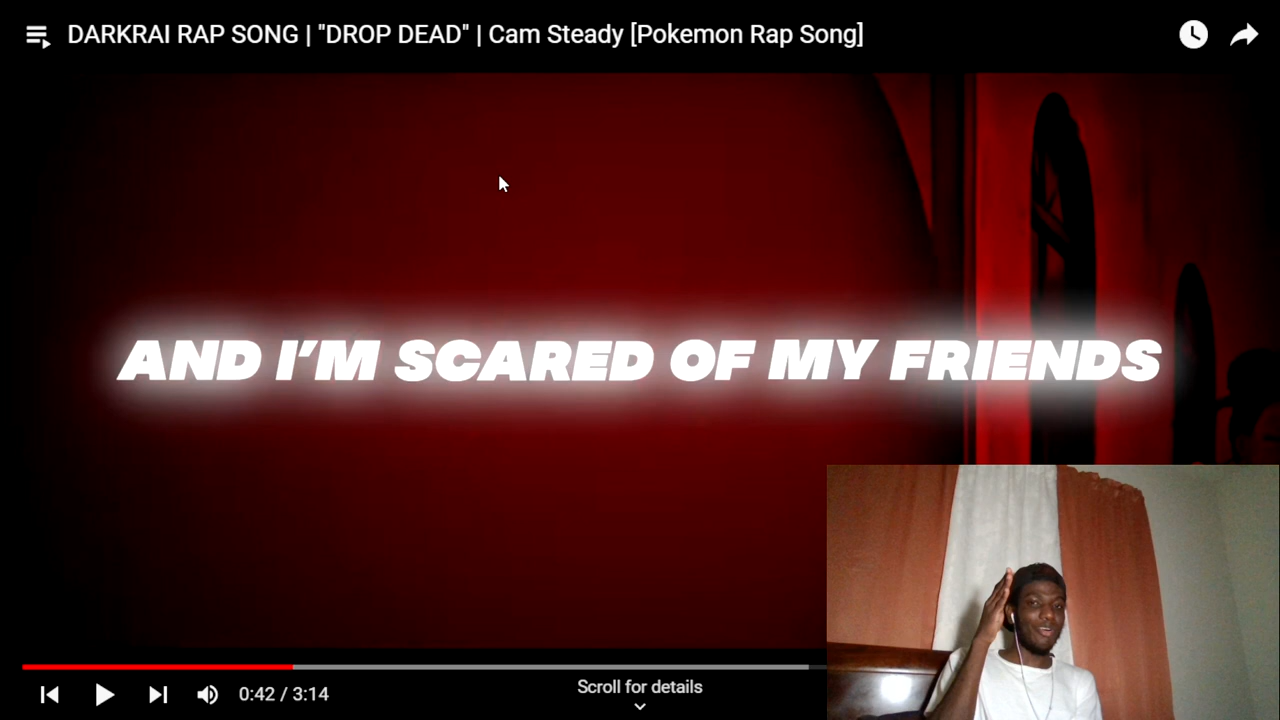 DARKRAI RAP SONG | "DROP DEAD" | Cam Steady [Pokemon Rap Song]
AND I'M SCARED OF MY FRIENDS
0:42 / 3:14
Scroll for details